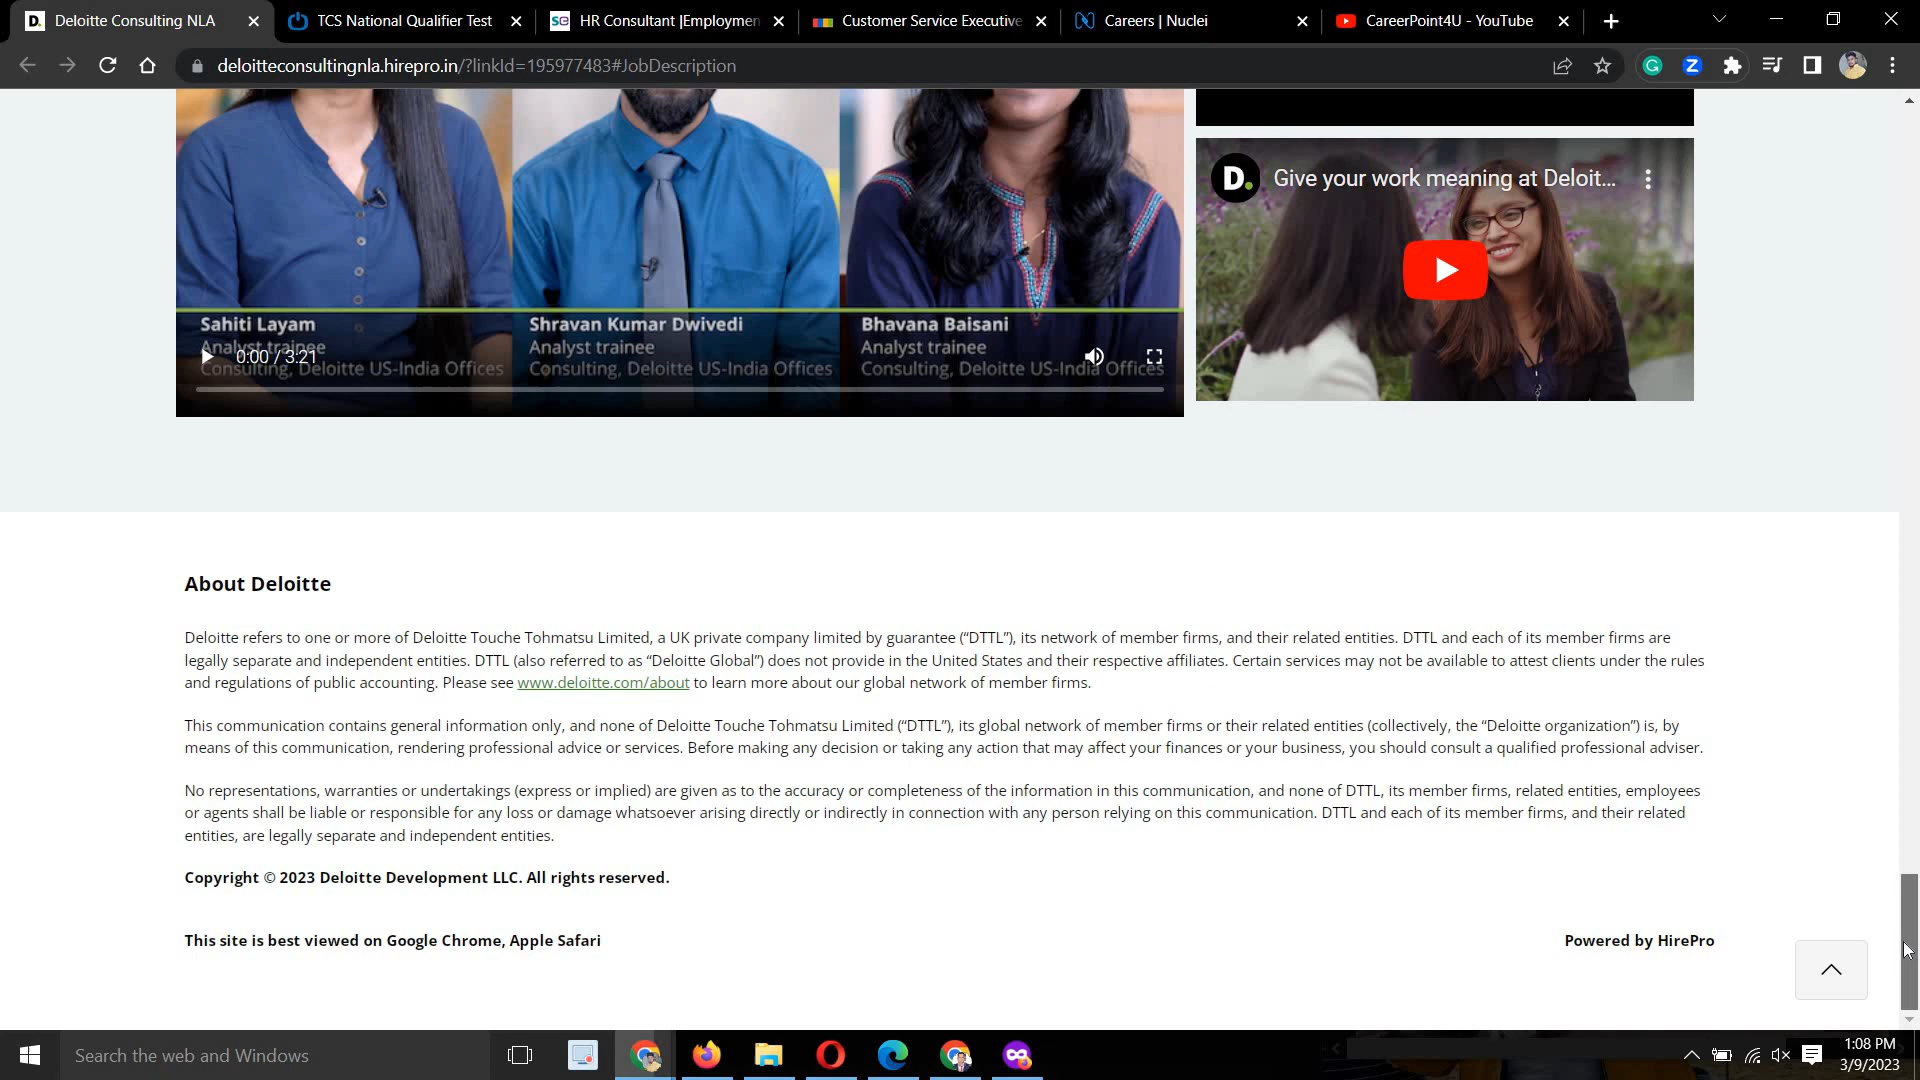 Deloitte Consulting NLA
TCS National Qualifier Test
HR Consultant |Employmen
Customer Service Executive
Careers | Nuclei
CareerPoint4U - YouTube
deloitteconsultingnla.hirepro.in/?linkId=195977483#JobDescription
D. Give your work meaning at Deloit...
Sahiti Layam
Analyst trainee
Consulting, Deloitte US-India Offices
Shravan Kumar Dwivedi
Analyst trainee
Consulting, Deloitte US-India Offices
Bhavana Baisani
Analyst trainee
Consulting, Deloitte US-India Offices
0:00 / 3:21
About Deloitte
Deloitte refers to one or more of Deloitte Touche Tohmatsu Limited, a UK private company limited by guarantee (“DTTL”), its network of member firms, and their related entities. DTTL and each of its member firms are
legally separate and independent entities. DTTL (also referred to as “Deloitte Global”) does not provide in the United States and their respective affiliates. Certain services may not be available to attest clients under the rules
and regulations of public accounting. Please see www.deloitte.com/about to learn more about our global network of member firms.
This communication contains general information only, and none of Deloitte Touche Tohmatsu Limited (“DTTL”), its global network of member firms or their related entities (collectively, the “Deloitte organization”) is, by
means of this communication, rendering professional advice or services. Before making any decision or taking any action that may affect your finances or your business, you should consult a qualified professional adviser.
No representations, warranties or undertakings (express or implied) are given as to the accuracy or completeness of the information in this communication, and none of DTTL, its member firms, related entities, employees
or agents shall be liable or responsible for any loss or damage whatsoever arising directly or indirectly in connection with any person relying on this communication. DTTL and each of its member firms, and their related
entities, are legally separate and independent entities.
Copyright © 2023 Deloitte Development LLC. All rights reserved.
This site is best viewed on Google Chrome, Apple Safari
Powered by HirePro
Search the web and Windows
1:08 PM
3/9/2023